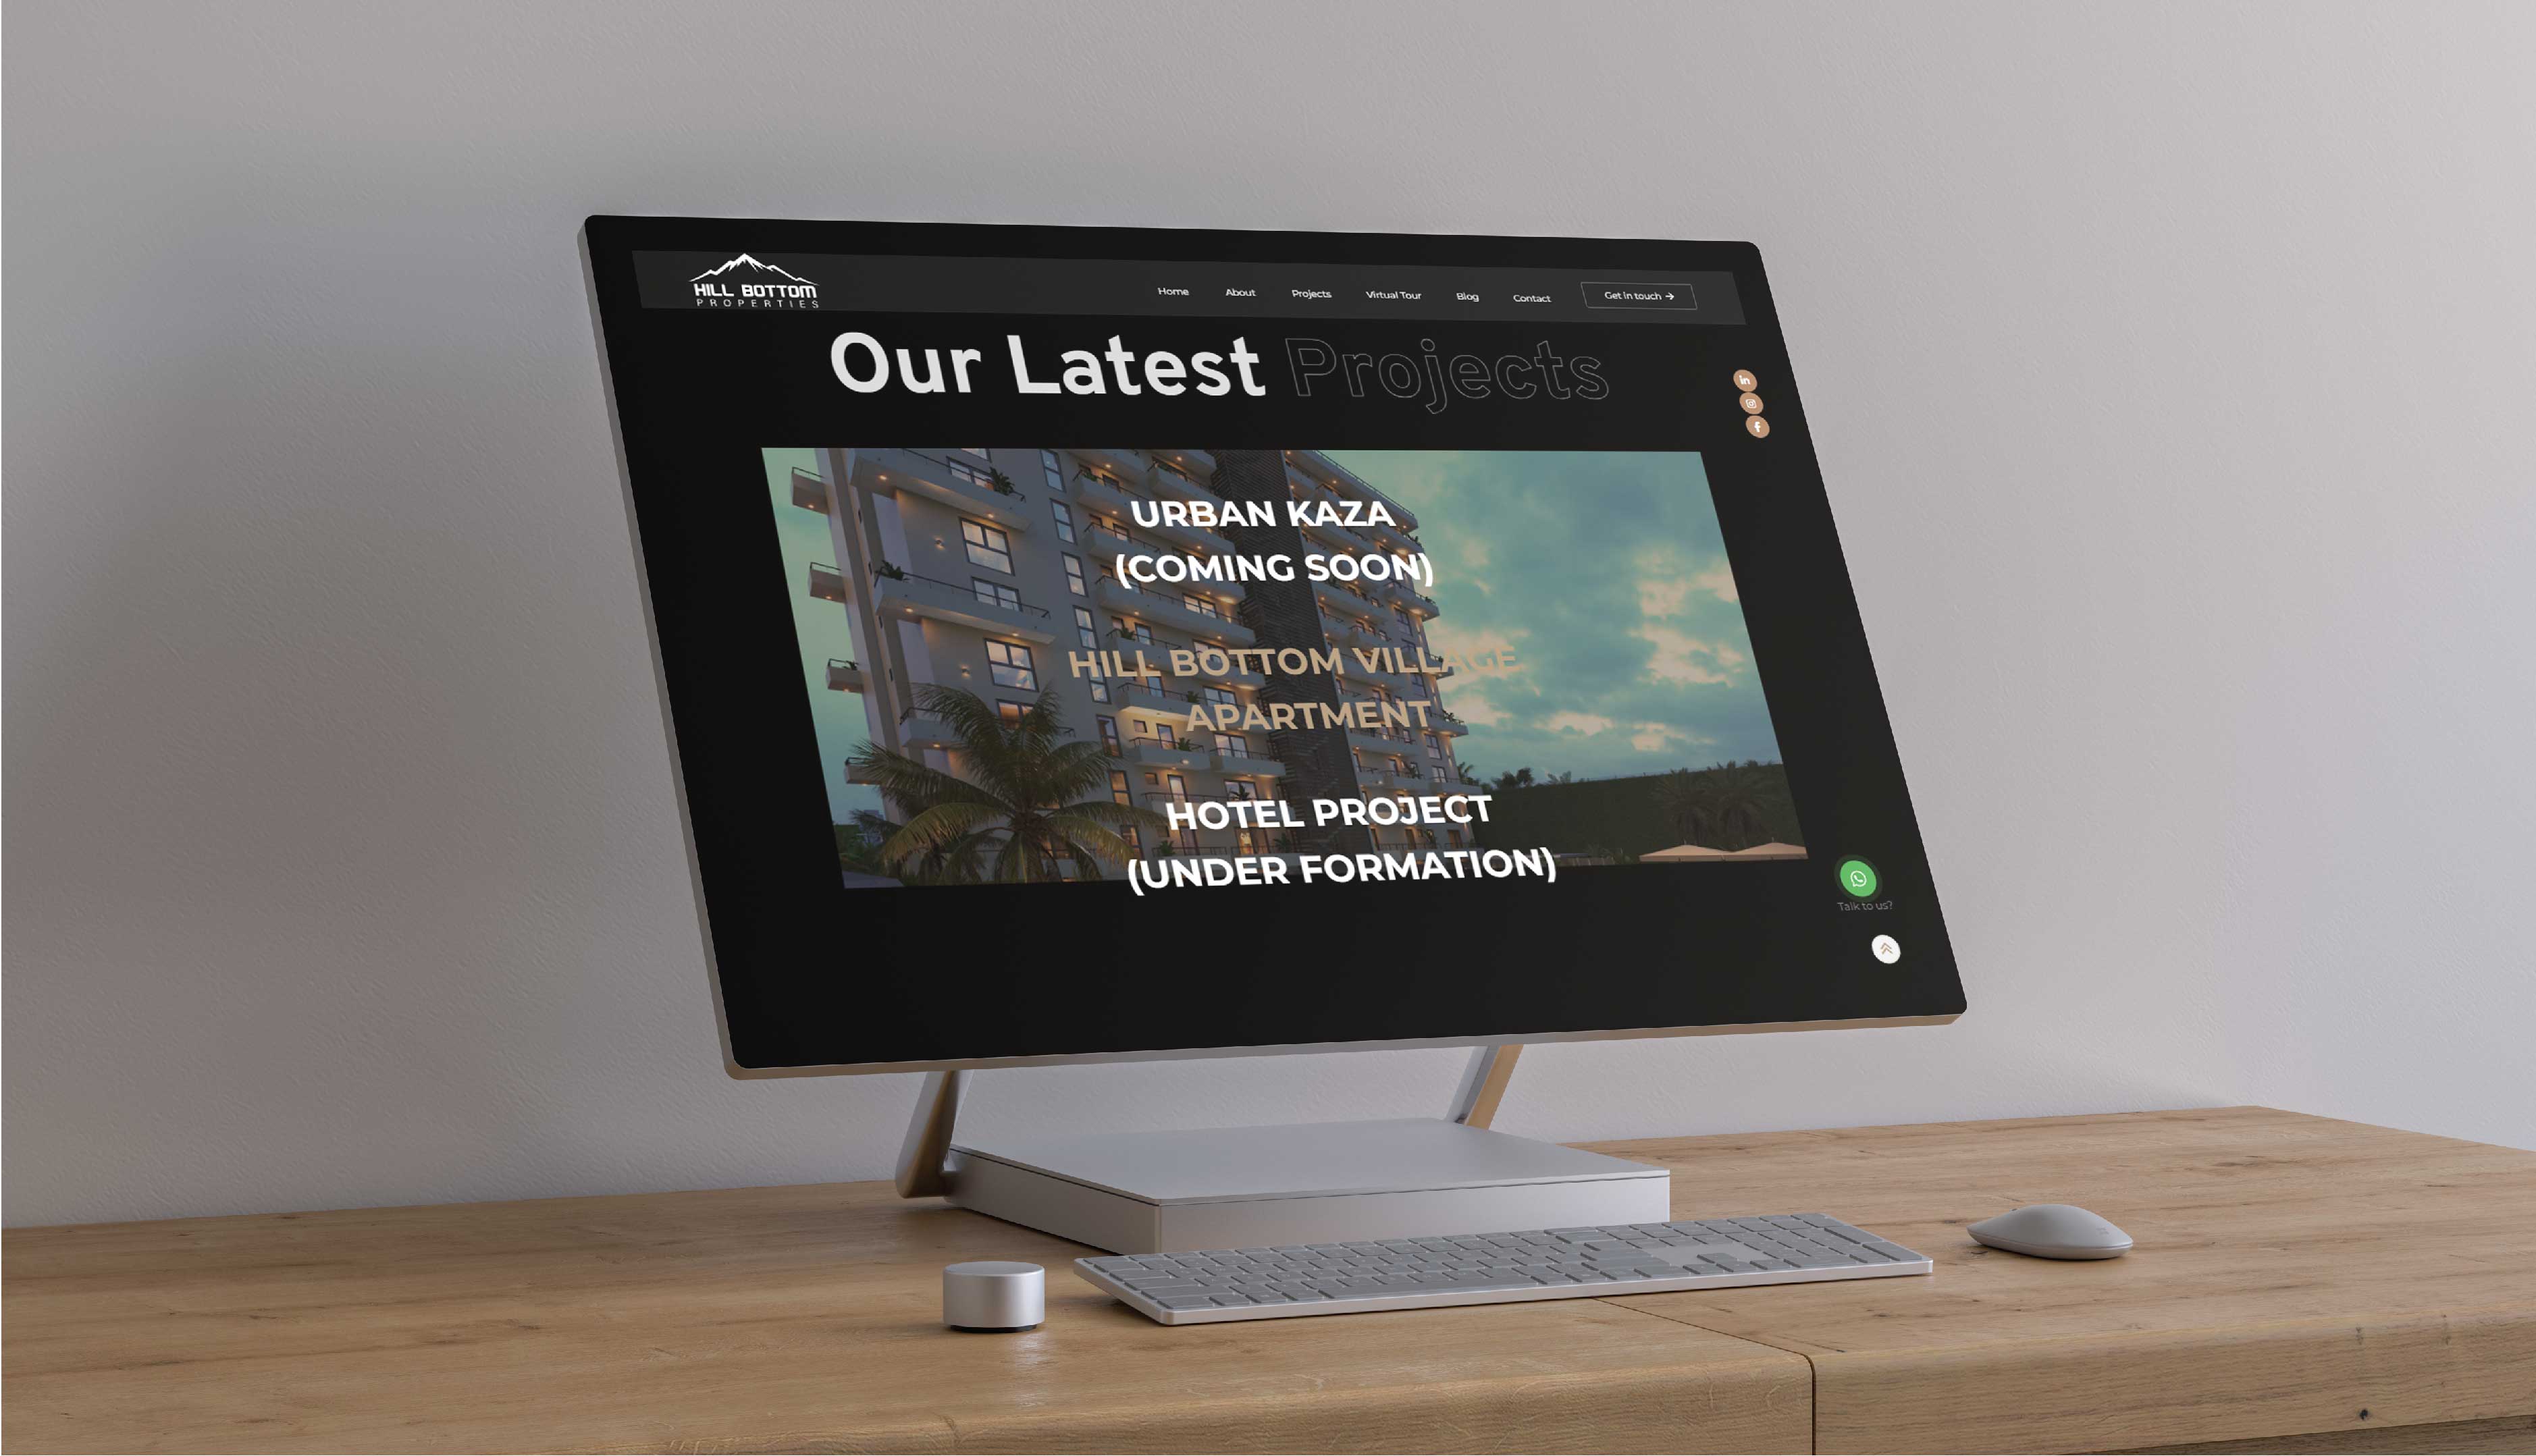 HILL BOTTOM
PROPERTIES
Home About Projects Virtual Tour Blog Contact Get in touch →
Our Latest Projects
URBAN KAZA
(COMING SOON)
HILL BOTTOM VILLAGE
APARTMENT
HOTEL PROJECT
(UNDER FORMATION)
Talk to us?